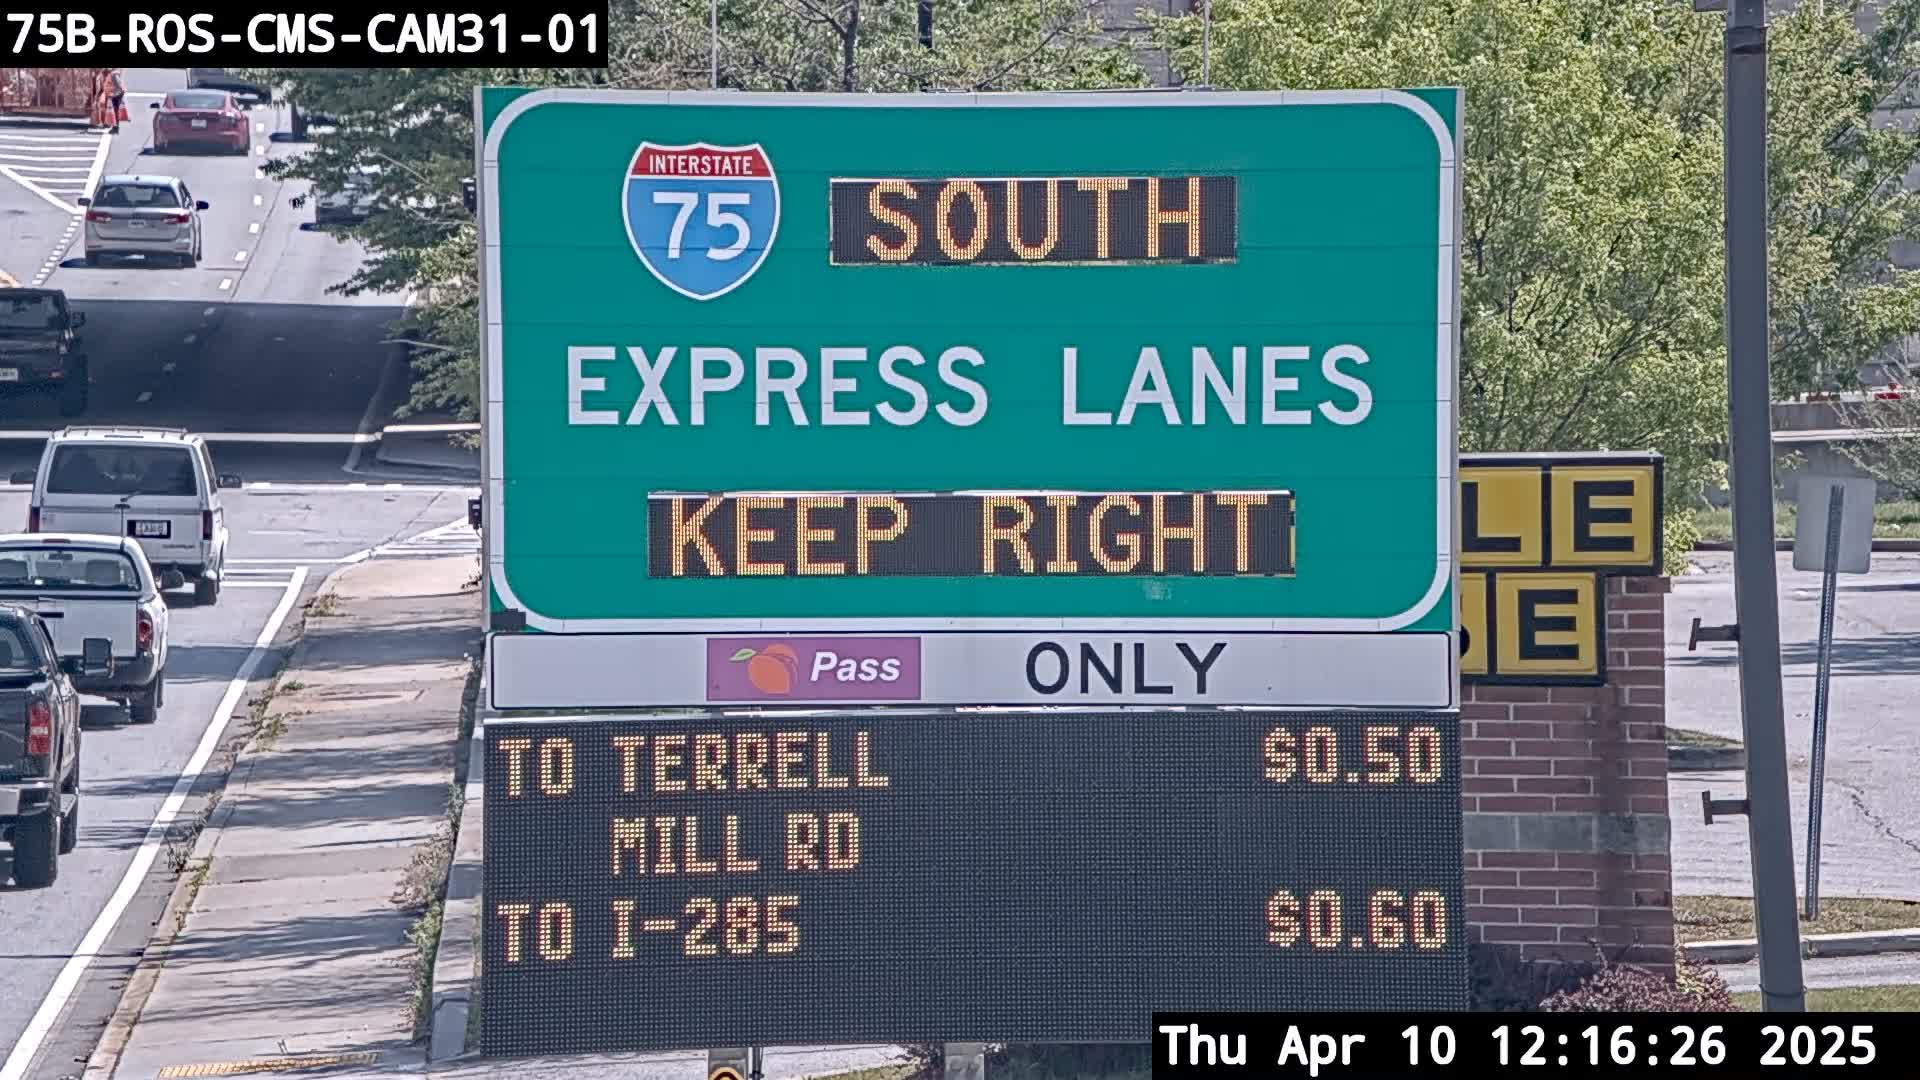 75B-ROS-CMS-CAM31-01
INTERSTATE
75
SOUTH
EXPRESS LANES
KEEP RIGHT
Pass ONLY
TO TERRELL $0.50
MILL RD
TO I-285 $0.60
LE
E
Thu Apr 10 12:16:26 2025